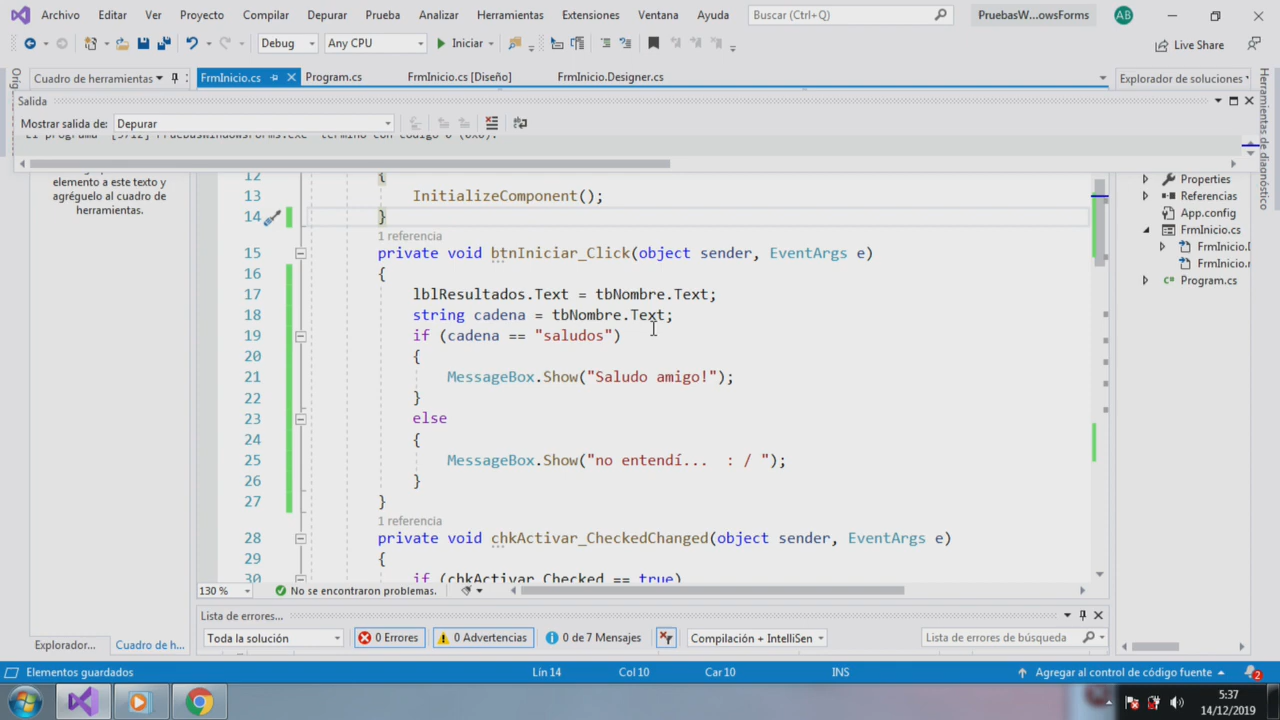 Archivo Editar Ver Proyecto Compilar Depurar Prueba Analizar Herramientas Extensiones Ventana Ayuda Buscar (Ctrl+Q) PruebasW...owsForms AB
Debug Any CPU Iniciar Live Share
Cuadro de herramientas FrmInicio.cs Program.cs FrmInicio.cs [Diseño] FrmInicio.Designer.cs Explorador de soluciones
Herramientas de diagnóstico
Salida
Mostrar salida de: Depurar
elemento a este texto y
agréguelo al cuadro de
herramientas.
12 {
13 InitializeComponent();
14 }
1 referencia
15 private void btnIniciar_Click(object sender, EventArgs e)
16 {
17 lblResultados.Text = tbNombre.Text;
18 string cadena = tbNombre.Text;
19 if (cadena == "saludos")
20 {
21 MessageBox.Show("Saludo amigo!");
22 }
23 else
24 {
25 MessageBox.Show("no entendí...  : / ");
26 }
27 }
1 referencia
28 private void chkActivar_CheckedChanged(object sender, EventArgs e)
29 {
30 if (chkActivar.Checked == true)
Properties
Referencias
App.config
FrmInicio.cs
FrmInicio.
FrmInicio.
Program.cs
130 % No se encontraron problemas.
Lista de errores...
Toda la solución 0 Errores 0 Advertencias 0 de 7 Mensajes Compilación + IntelliSen Lista de errores de búsqueda
Explorador... Cuadro de h...
Elementos guardados Lín 14 Col 10 Car 10 INS Agregar al control de código fuente 2
5:37
14/12/2019